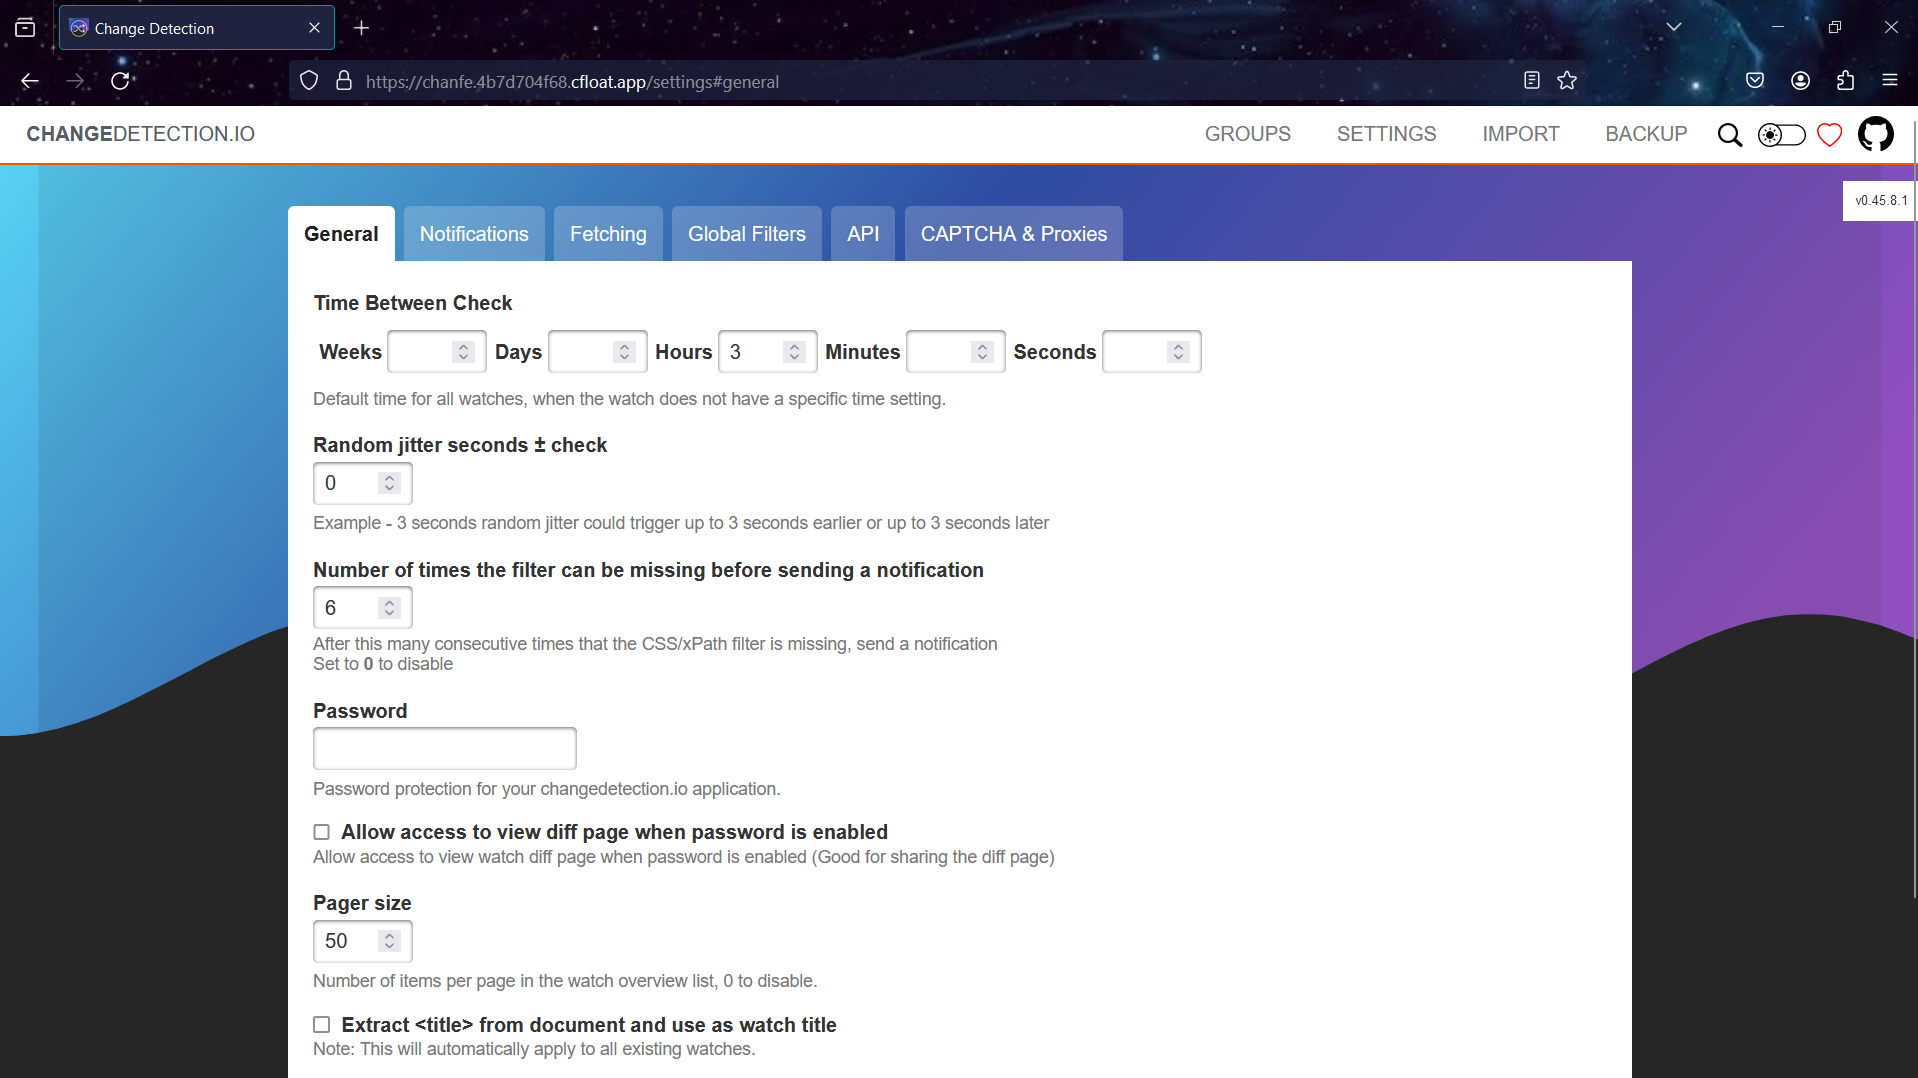 Change Detection
https://chanfe.4b7d704f68.cfloat.app/settings#general
CHANGEDETECTION.IO
GROUPS SETTINGS IMPORT BACKUP
v0.45.8.1
General Notifications Fetching Global Filters API CAPTCHA & Proxies
Time Between Check
Weeks Days Hours 3 Minutes Seconds
Default time for all watches, when the watch does not have a specific time setting.
Random jitter seconds ± check
0
Example - 3 seconds random jitter could trigger up to 3 seconds earlier or up to 3 seconds later
Number of times the filter can be missing before sending a notification
6
After this many consecutive times that the CSS/xPath filter is missing, send a notification
Set to 0 to disable
Password
Password protection for your changedetection.io application.
Allow access to view diff page when password is enabled
Allow access to view watch diff page when password is enabled (Good for sharing the diff page)
Pager size
50
Number of items per page in the watch overview list, 0 to disable.
Extract <title> from document and use as watch title
Note: This will automatically apply to all existing watches.